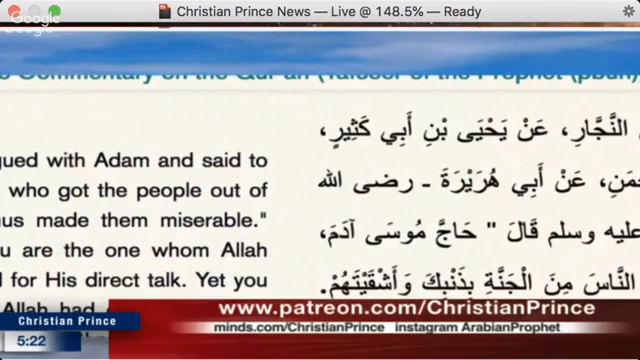 Christian Prince News — Live @ 148.5% — Ready
Google
Commentary on the Qur'an (Tafseer of the Prophet (pbuh)
النَّجَّارِ، عَنْ يَحْيَى بْنِ أَبِي كَثِيرٍ،
عَنْ أَبِي هُرَيْرَةَ ـ رضى الله
عليه وسلم قَالَ " حَاجَّ مُوسَى آدَمَ،
النَّاسَ مِنَ الْجَنَّةِ بِذَنْبِكَ وَأَشْقَيْتَهُمْ.
with Adam and said to
who got the people out of
made them miserable."
are the one whom Allah
for His direct talk. Yet you
Allah had
www.patreon.com/ChristianPrince
minds.com/ChristianPrince instagram ArabianProphet
Christian Prince
5:22